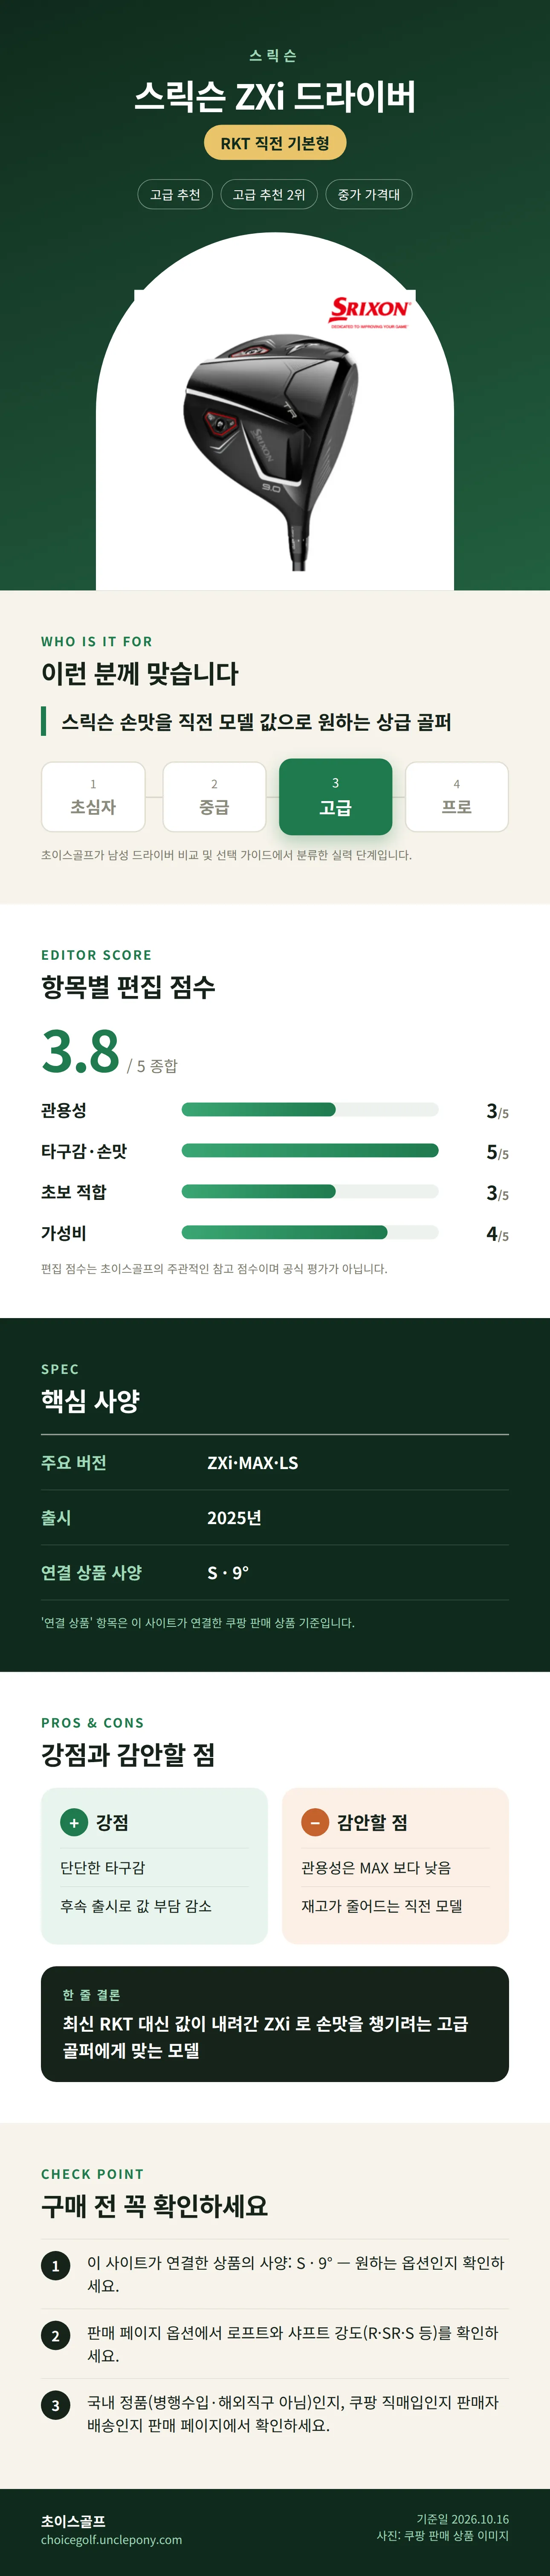 스릭슨
스릭슨 ZXi 드라이버
RKT 직전 기본형
고급 추천
고급 추천 2위
중가 가격대
SRIXON
DEDICATED TO IMPROVING YOUR GAME
TR
SRIXON
9.0
WHO IS IT FOR
이런 분께 맞습니다
스릭슨 손맛을 직전 모델 값으로 원하는 상급 골퍼
1
초심자
2
중급
3
고급
4
프로
초이스골프가 남성 드라이버 비교 및 선택 가이드에서 분류한 실력 단계입니다.
EDITOR SCORE
항목별 편집 점수
3.8 / 5 종합
관용성 3/5
타구감·손맛 5/5
초보 적합 3/5
가성비 4/5
편집 점수는 초이스골프의 주관적인 참고 점수이며 공식 평가가 아닙니다.
SPEC
핵심 사양
주요 버전 ZXi·MAX·LS
출시 2025년
연결 상품 사양 S · 9°
'연결 상품' 항목은 이 사이트가 연결한 쿠팡 판매 상품 기준입니다.
PROS & CONS
강점과 감안할 점
+ 강점
단단한 타구감
후속 출시로 값 부담 감소
− 감안할 점
관용성은 MAX 보다 낮음
재고가 줄어드는 직전 모델
한 줄 결론
최신 RKT 대신 값이 내려간 ZXi 로 손맛을 챙기려는 고급
골퍼에게 맞는 모델
CHECK POINT
구매 전 꼭 확인하세요
1 이 사이트가 연결한 상품의 사양: S · 9° — 원하는 옵션인지 확인하
세요.
2 판매 페이지 옵션에서 로프트와 샤프트 강도(R·SR·S 등)를 확인하
세요.
3 국내 정품(병행수입·해외직구 아님)인지, 쿠팡 직매입인지 판매자
배송인지 판매 페이지에서 확인하세요.
초이스골프
choicegolf.unclepony.com
기준일 2026.10.16
사진: 쿠팡 판매 상품 이미지